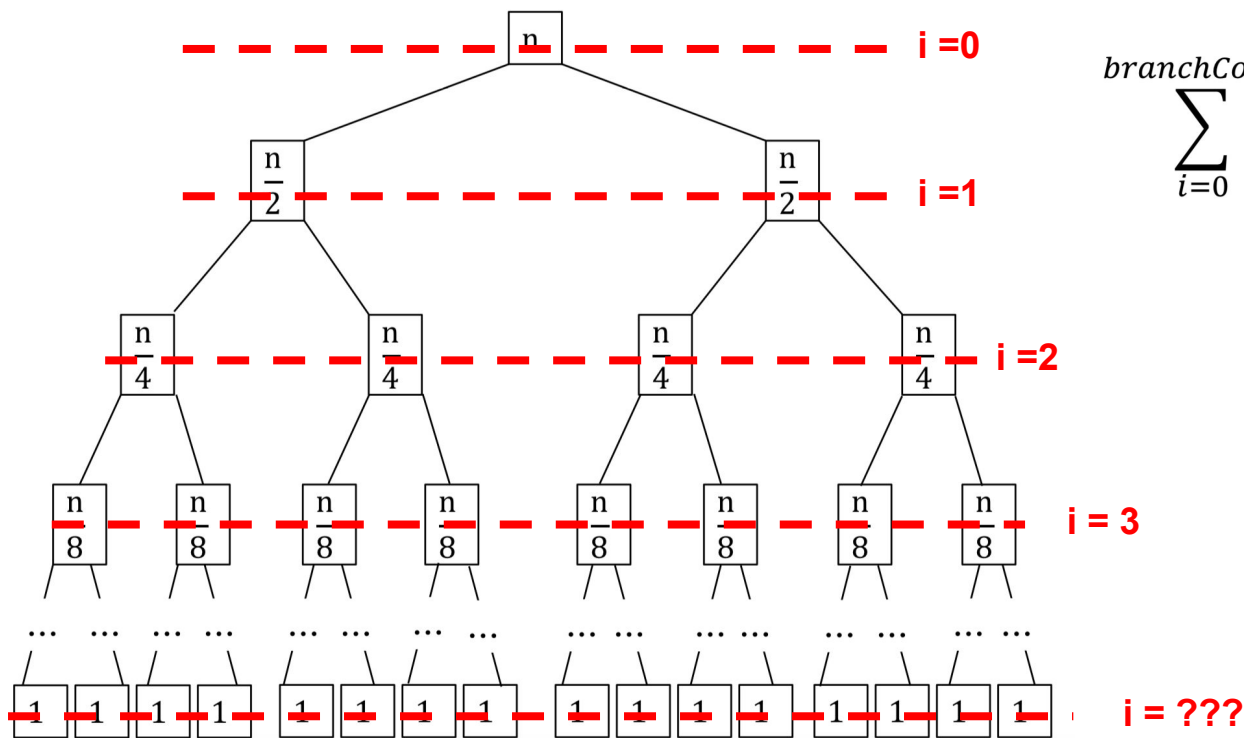 n i =0
branchCo
∑
i=0
n n
2 2 i =1
n n n n
4 4 4 4 i =2
n n n n n n n n
8 8 8 8 8 8 8 8 i = 3
... ... ... ... ... ... ... ... ... ... ... ... ... ... ... ...
1 1 1 1 1 1 1 1 1 1 1 1 1 1 1 1 i = ???